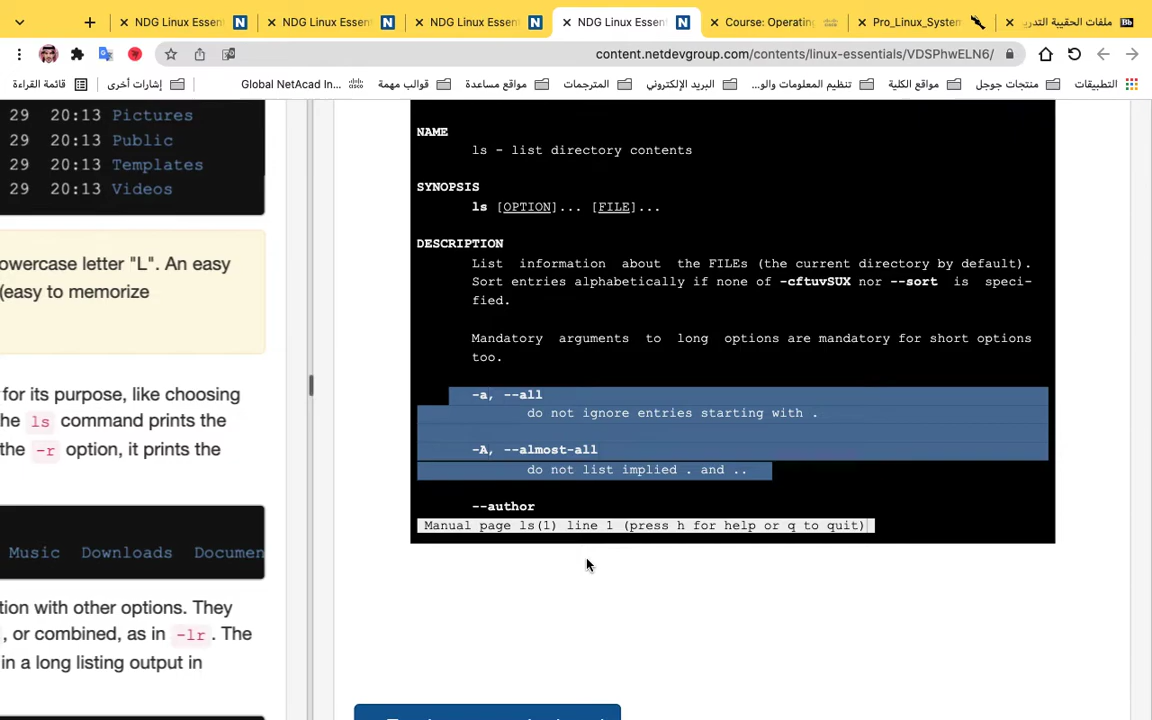 NDG Linux Essen
NDG Linux Essen
NDG Linux Essen
NDG Linux Essen
Course: Operating
Pro_Linux_System
ملفات الحقيبة التدري
Bb
content.netdevgroup.com/contents/linux-essentials/VDSPhwELN6/
قائمة القراءة
إشارات أخرى
Global NetAcad In...
قوالب مهمة
مواقع مساعدة
المترجمات
البريد الإلكتروني
تنظيم المعلومات والو...
مواقع الكلية
منتجات جوجل
التطبيقات
29 20:13 Pictures
29 20:13 Public
29 20:13 Templates
29 20:13 Videos
owercase letter "L". An easy
(easy to memorize
for its purpose, like choosing
he ls command prints the
the -r option, it prints the
Music Downloads Documen
tion with other options. They
, or combined, as in -lr. The
in a long listing output in
NAME
ls - list directory contents
SYNOPSIS
ls [OPTION]... [FILE]...
DESCRIPTION
List information about the FILEs (the current directory by default).
Sort entries alphabetically if none of -cftuvSUX nor --sort is speci-
fied.
Mandatory arguments to long options are mandatory for short options
too.
-a, --all
do not ignore entries starting with .
-A, --almost-all
do not list implied . and ..
--author
Manual page ls(1) line 1 (press h for help or q to quit)